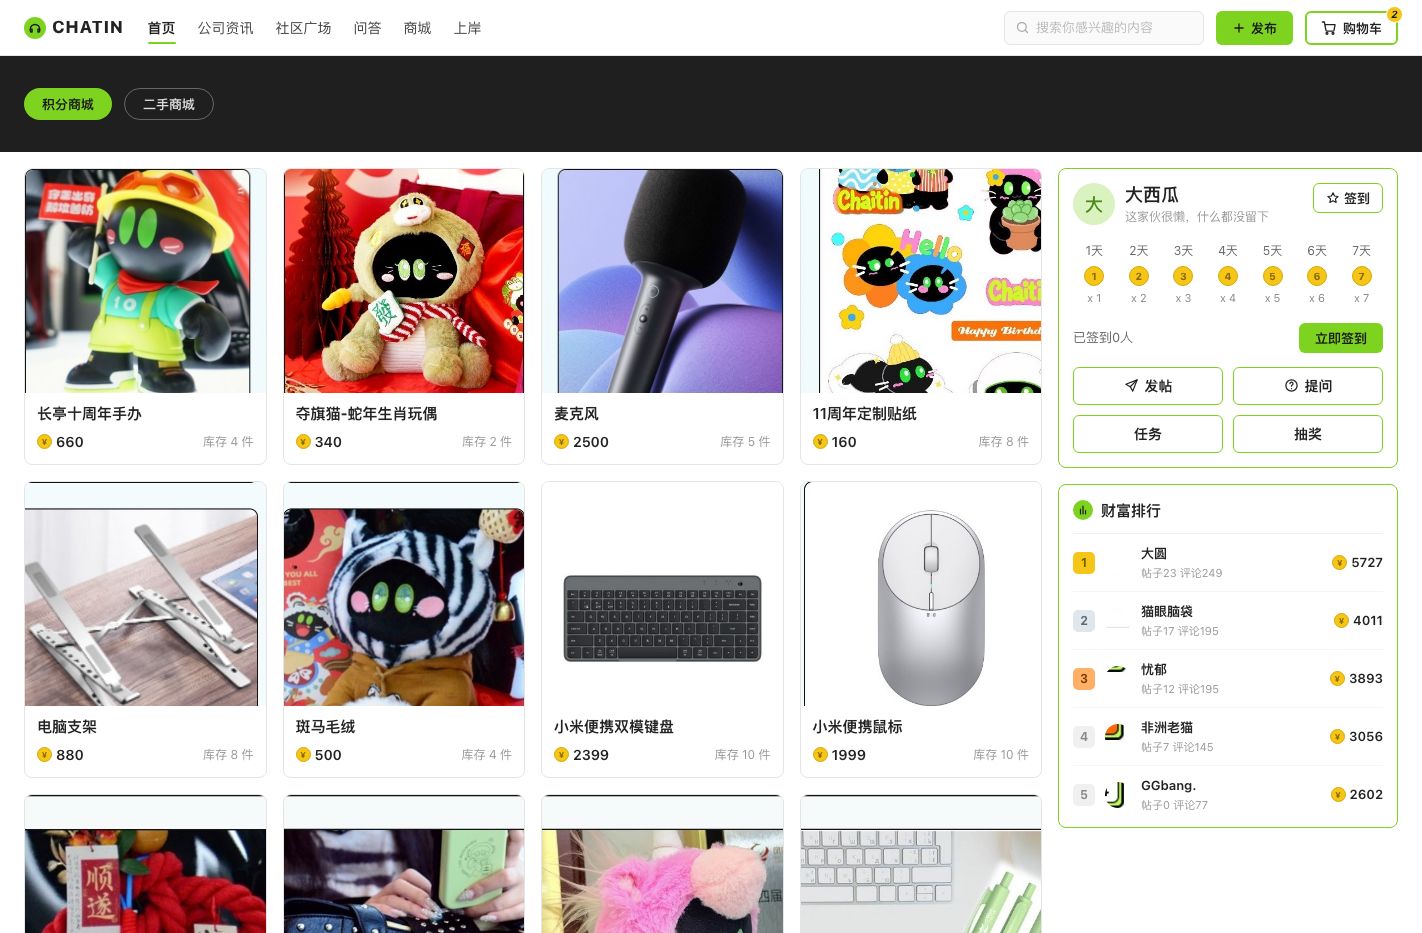 CHATIN
首页 公司资讯 社区广场 问答 商城 上岸
搜索你感兴趣的内容
发布
购物车
2
积分商城 二手商城
长亭十周年手办
660 库存 4 件
夺旗猫-蛇年生肖玩偶
340 库存 2 件
麦克风
2500 库存 5 件
Chaitin
Hello
Happy Birthd
11周年定制贴纸
160 库存 8 件
大
大西瓜
这家伙很懒,什么都没留下
签到
1天 2天 3天 4天 5天 6天 7天
1 2 3 4 5 6 7
x 1 x 2 x 3 x 4 x 5 x 6 x 7
已签到0人
立即签到
发帖 提问
任务 抽奖
电脑支架
880 库存 8 件
斑马毛绒
500 库存 4 件
小米便携双模键盘
2399 库存 10 件
小米便携鼠标
1999 库存 10 件
财富排行
1 大圆 5727
帖子23 评论249
2 猫眼脑袋 4011
帖子17 评论195
3 忧郁 3893
帖子12 评论195
4 非洲老猫 3056
帖子7 评论145
5 GGbang. 2602
帖子0 评论77
順遂